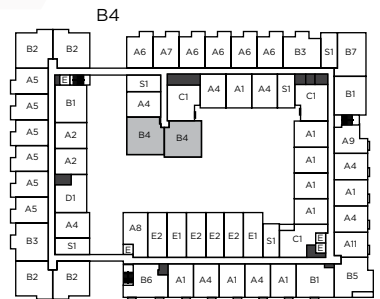 B4
B2 B2 A6 A7 A6 A6 A6 A6 B3 S1 B7
A5 E S1 C1 A4 A1 A4 S1 C1 B1
A5 B1 A4
A5 A2 B4 B4 A1 A9
A5 A2 A1 A4
A5 D1 A1 A1
A5 A4 A1 A4
B3 S1 A8 E2 E1 E2 E2 E2 S1 C1 E A11
E E
B2 B2 B6 A1 A4 A1 A4 A1 B1 B5